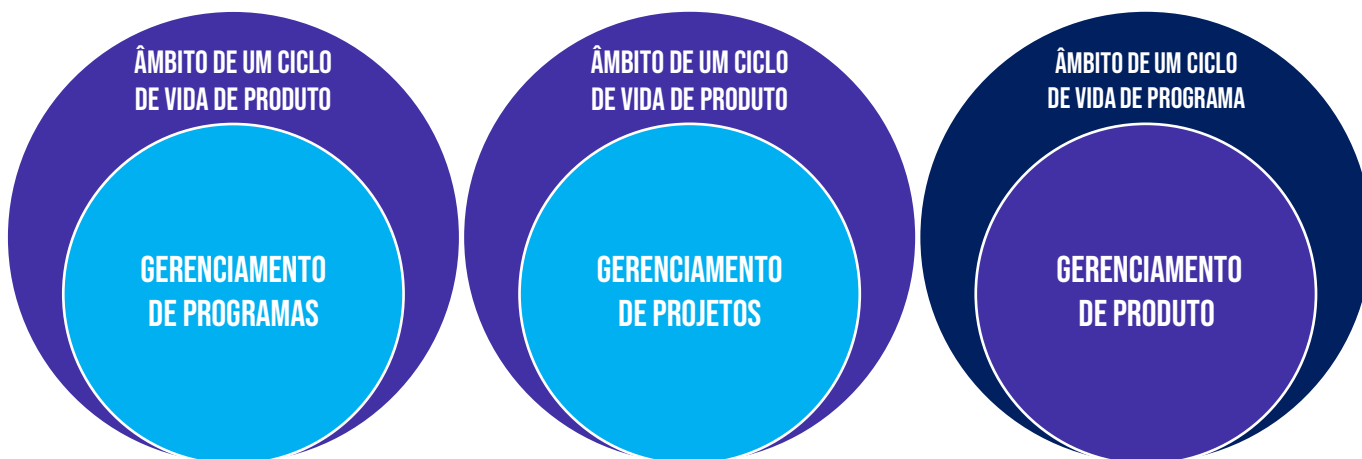 ÂMBITO DE UM CICLO
DE VIDA DE PRODUTO
GERENCIAMENTO
DE PROGRAMAS
ÂMBITO DE UM CICLO
DE VIDA DE PRODUTO
GERENCIAMENTO
DE PROJETOS
ÂMBITO DE UM CICLO
DE VIDA DE PROGRAMA
GERENCIAMENTO
DE PRODUTO